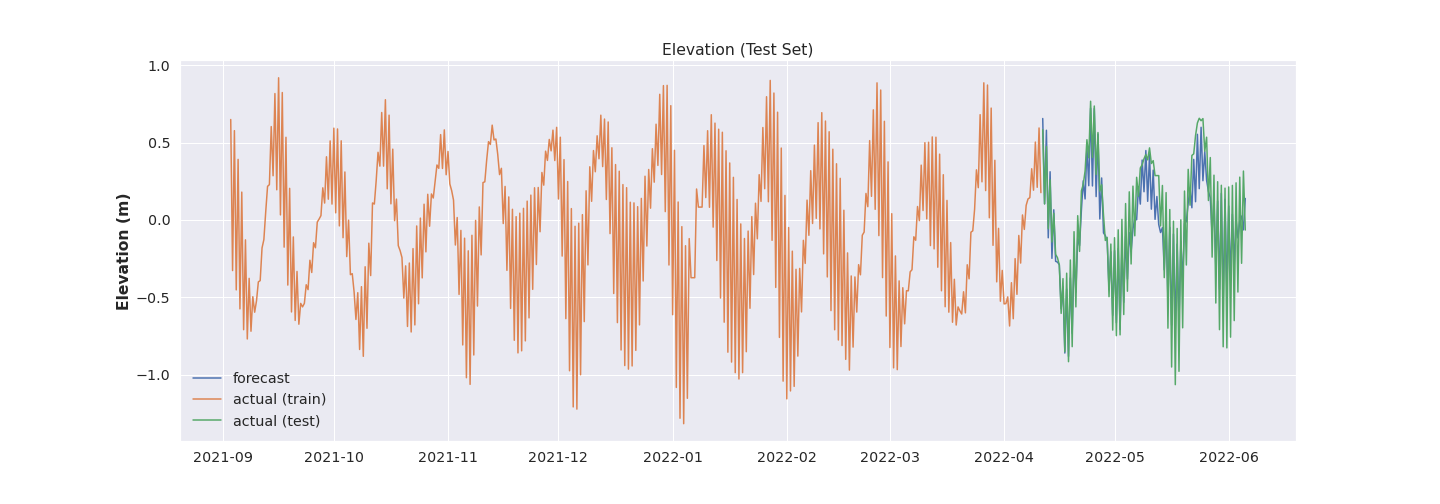 Elevation (Test Set)
Elevation (m)
1.0
0.5
0.0
−0.5
−1.0
forecast
actual (train)
actual (test)
2021-09 2021-10 2021-11 2021-12 2022-01 2022-02 2022-03 2022-04 2022-05 2022-06